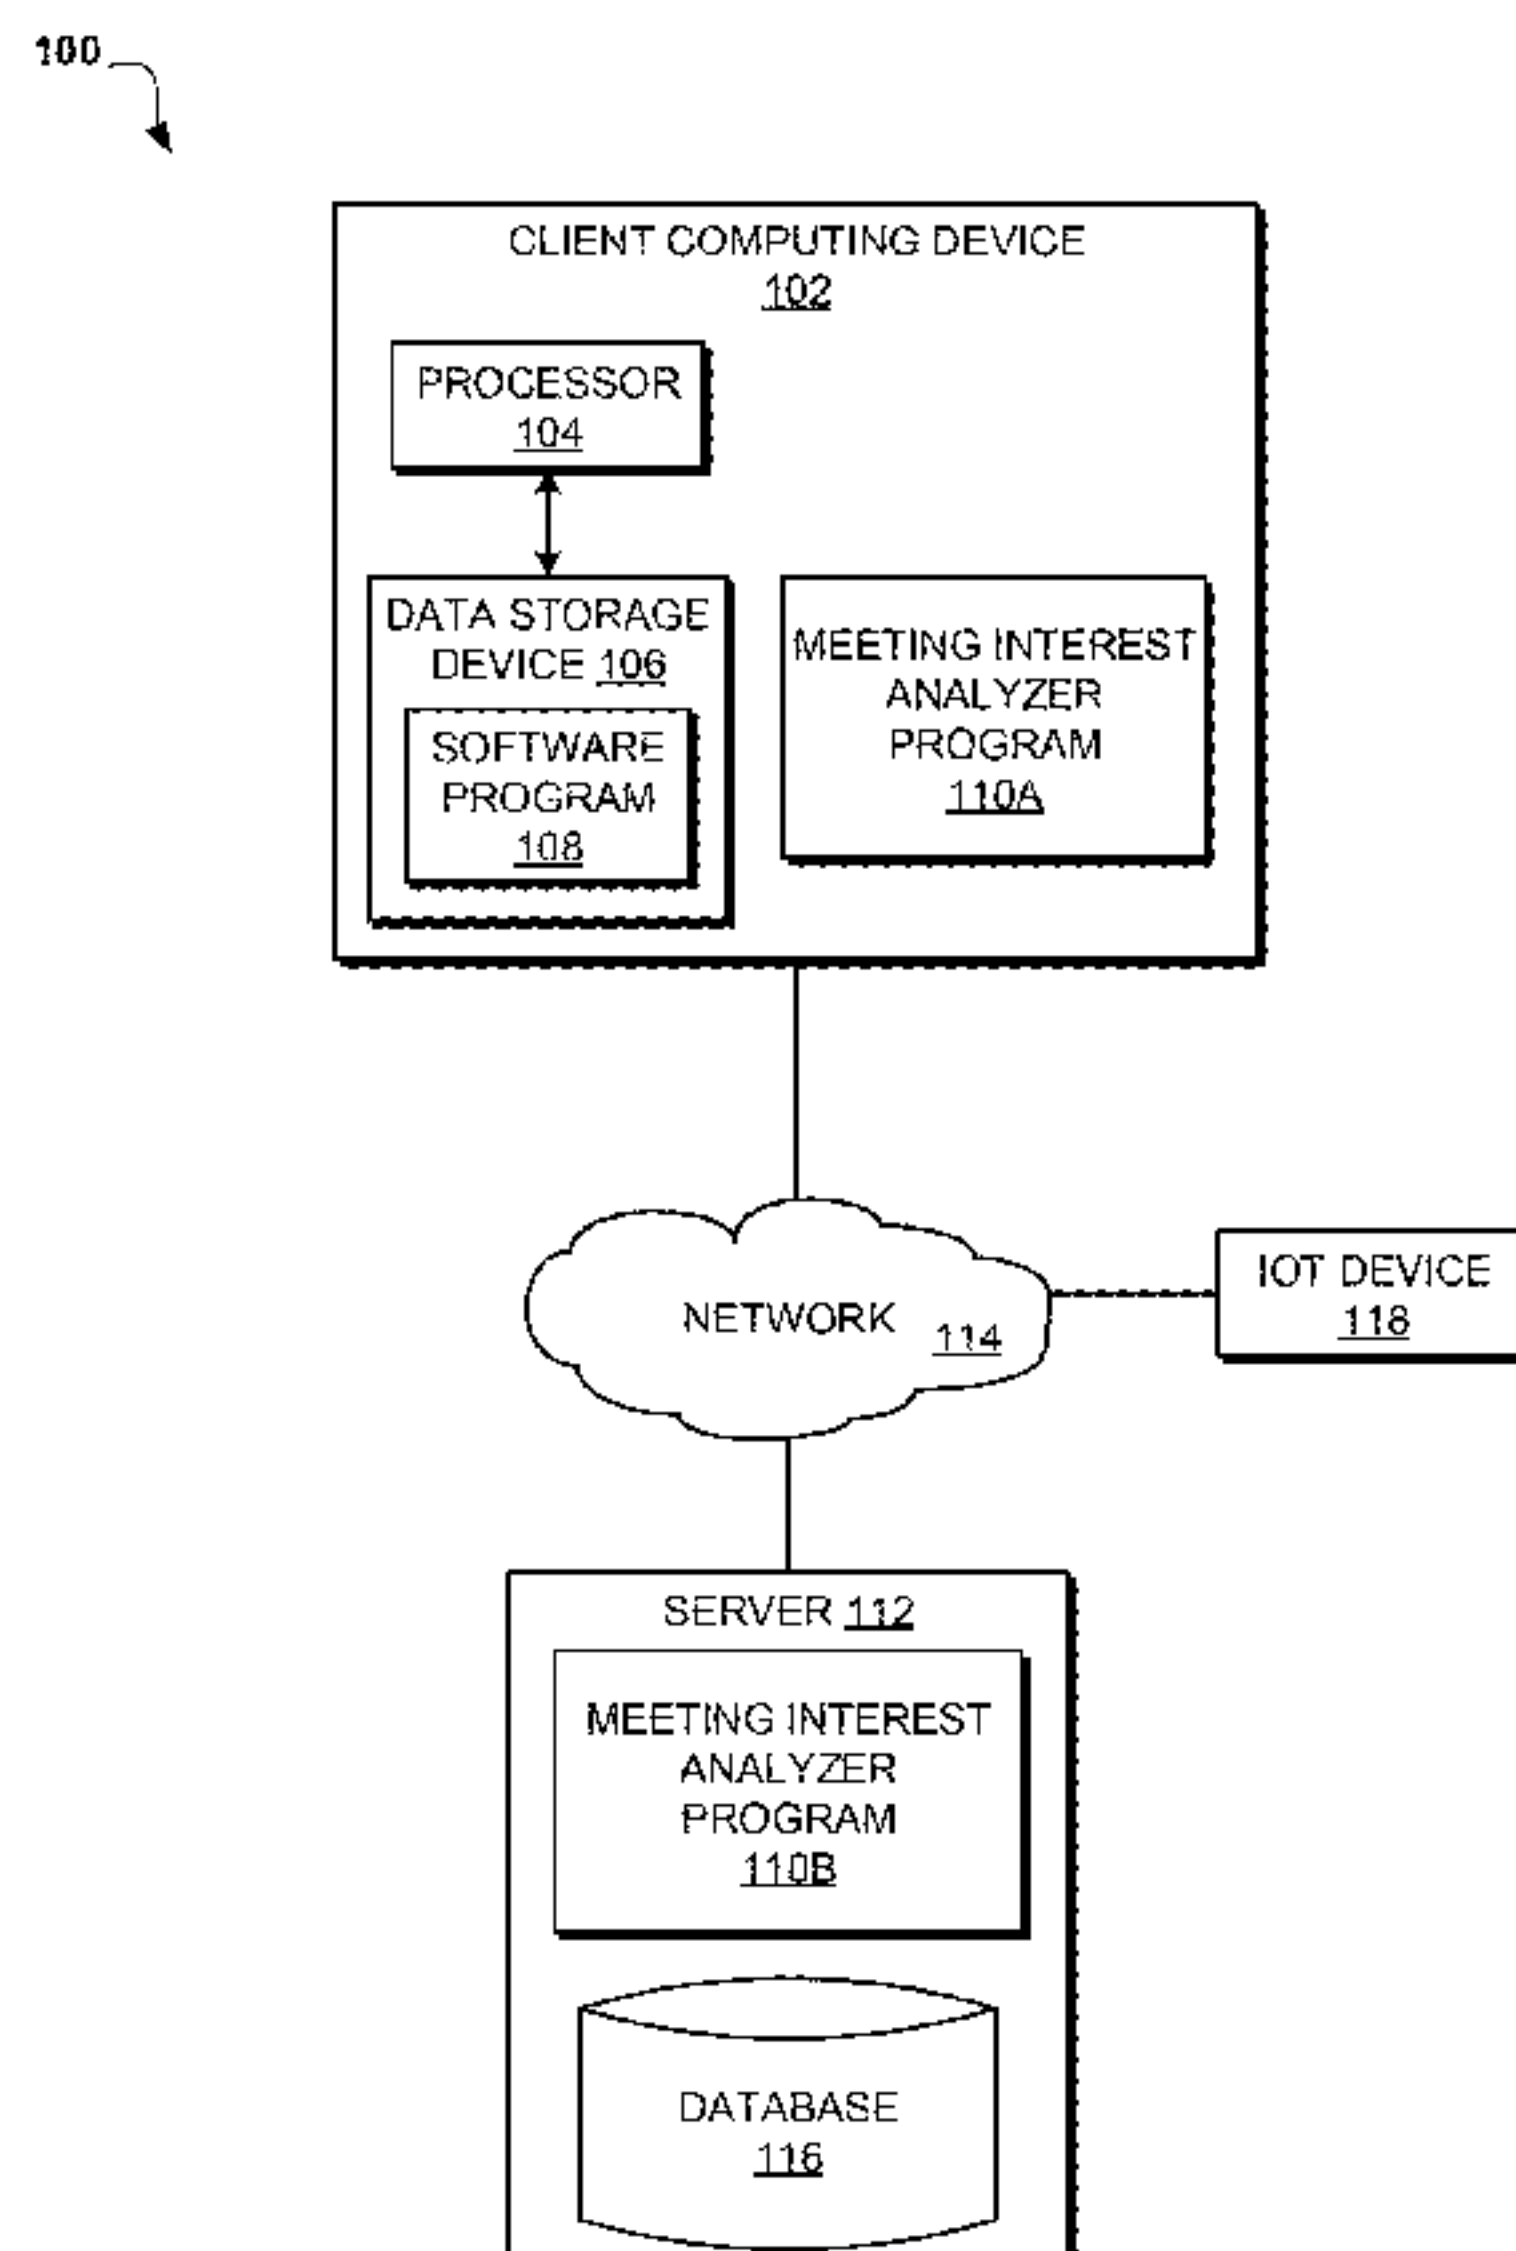 100
CLIENT COMPUTING DEVICE
102
PROCESSOR
104
DATA STORAGE
DEVICE 106
SOFTWARE
PROGRAM
108
MEETING INTEREST
ANALYZER
PROGRAM
110A
NETWORK 114
IOT DEVICE
118
SERVER 112
MEETING INTEREST
ANALYZER
PROGRAM
110B
DATABASE
116